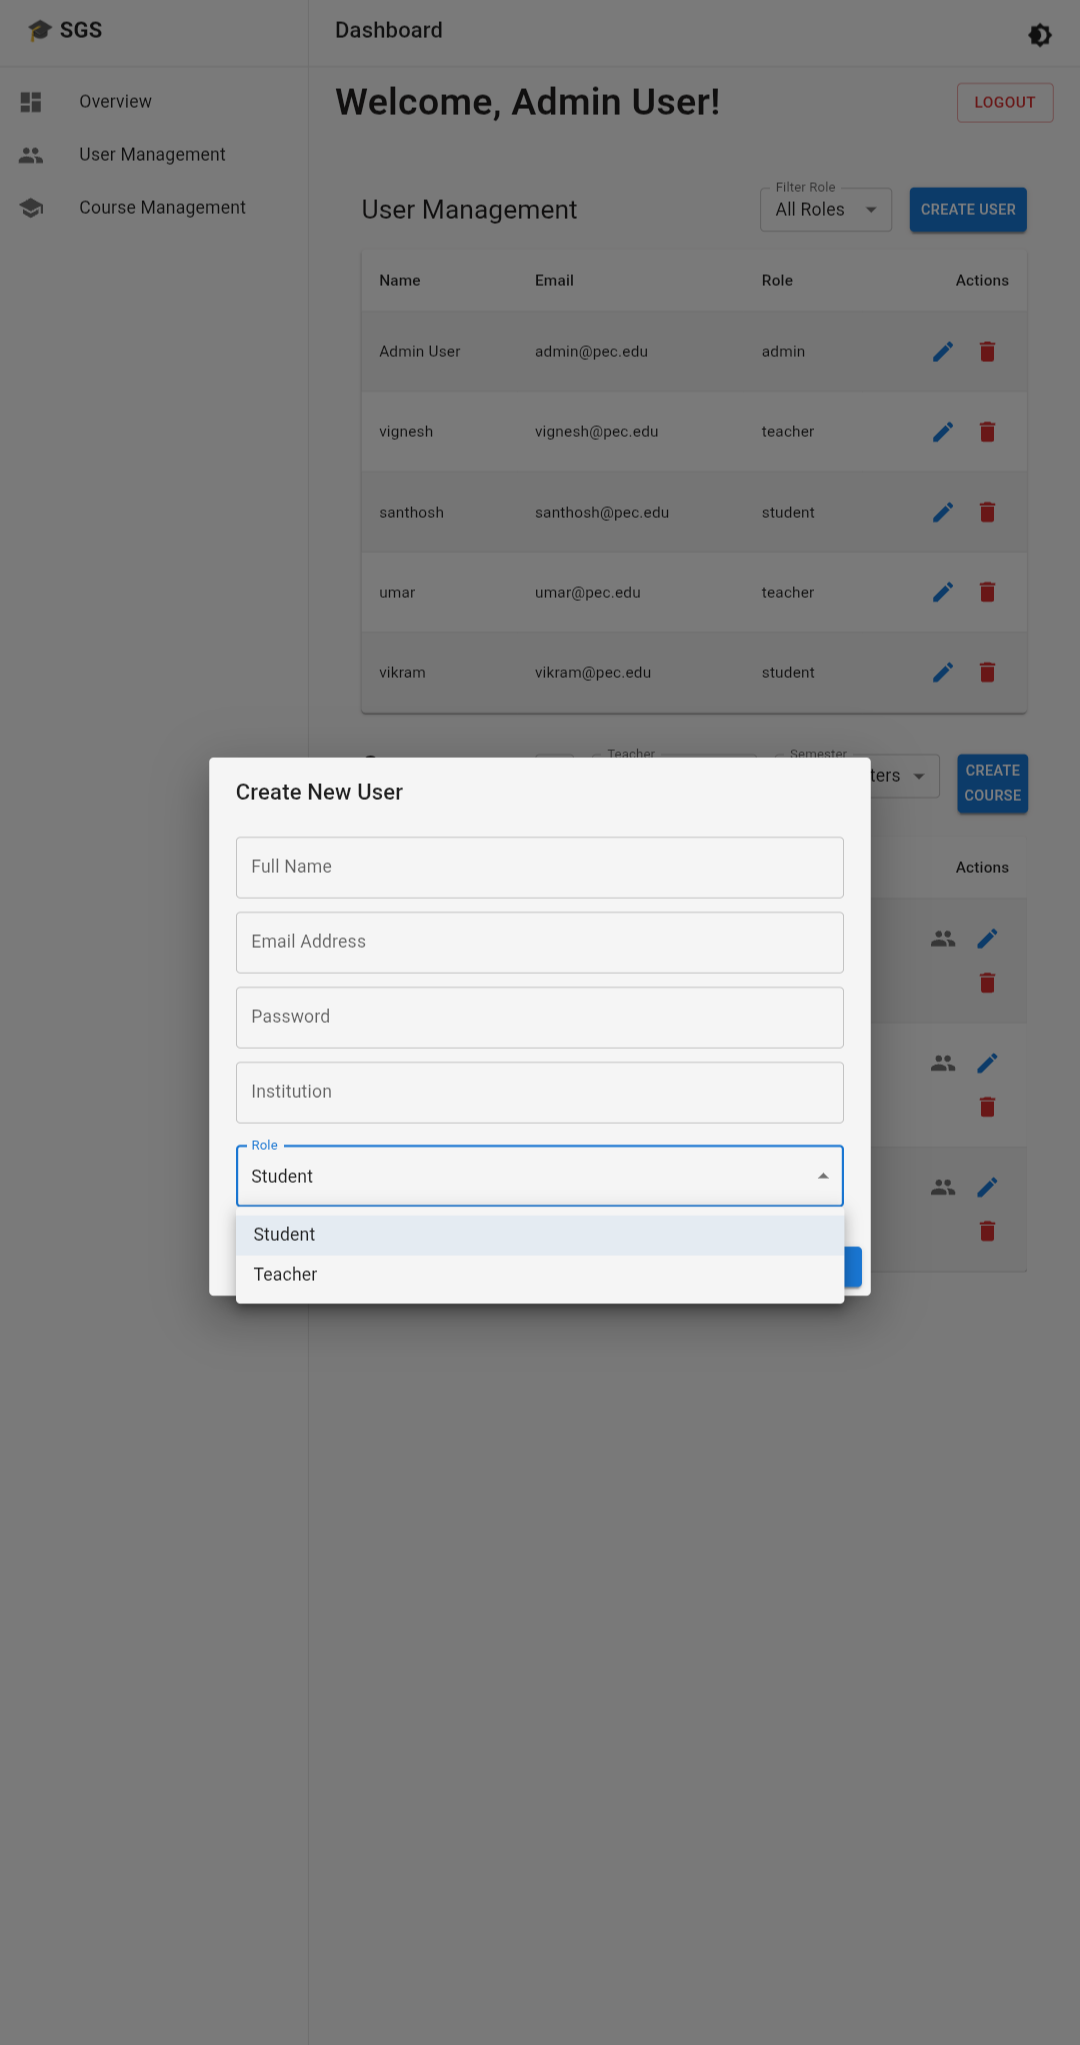 SGS
Dashboard
Overview
User Management
Course Management
Welcome, Admin User!
LOGOUT
User Management
Filter Role
All Roles
CREATE USER
Name Email Role Actions
Admin User admin@pec.edu admin
vignesh vignesh@pec.edu teacher
santhosh santhosh@pec.edu student
umar umar@pec.edu teacher
vikram vikram@pec.edu student
Teacher
Semester
ters
CREATE
COURSE
Actions
Create New User
Full Name
Email Address
Password
Institution
Role
Student
Student
Teacher